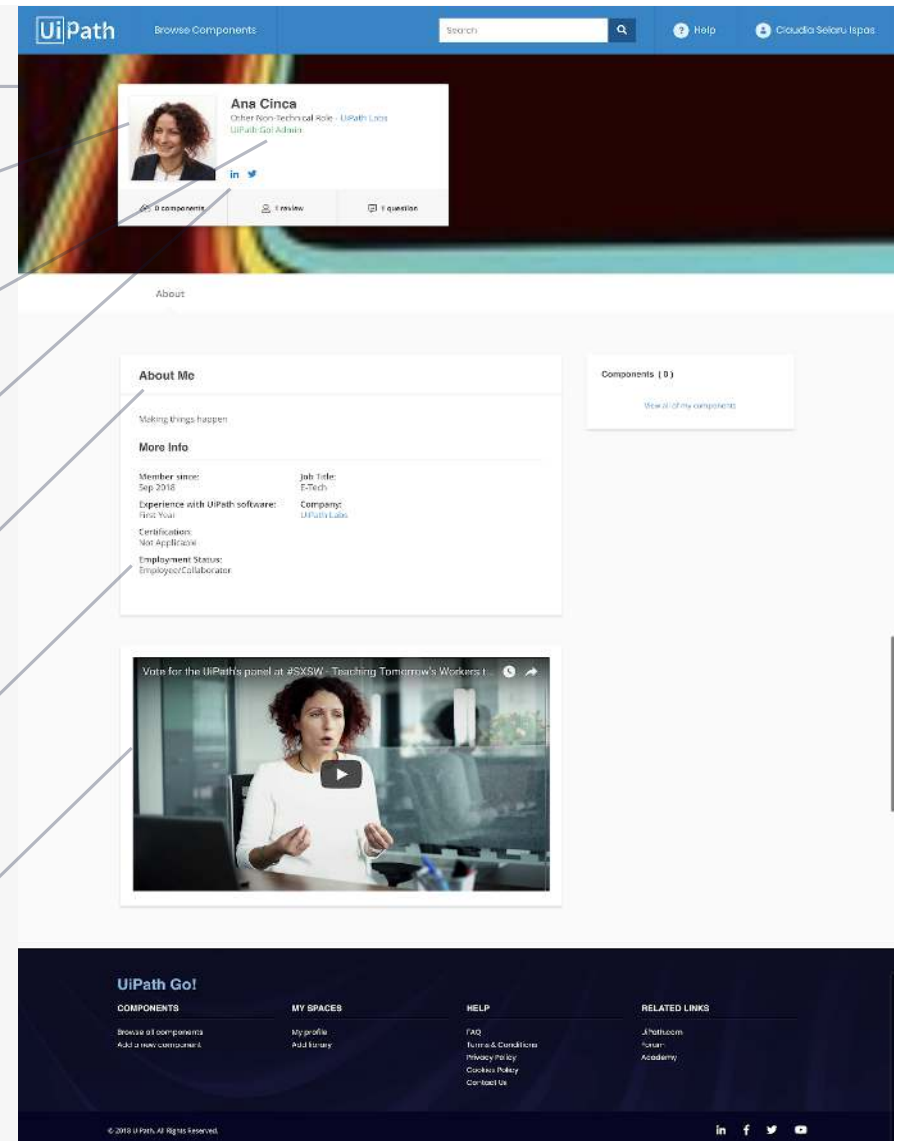 UiPath
Browse Components
Search
Help
Claudia Selaru Ispas
Ana Cinca
Other Non-Technical Role - UiPath Labs
UiPath Go! Admin
0 components
1 review
1 question
About
About Me
Components ( 0 )
View all of my components
Making things happen
More Info
Member since:
Sep 2018
Job Title:
E-Tech
Experience with UiPath software:
First Year
Company:
UiPath Labs
Certification:
Not Applicable
Employment Status:
Employee/Collaborator
Vote for the UiPath's panel at #SXSW - Teaching Tomorrow's Workers t...
UiPath Go!
COMPONENTS
Browse all components
Add a new component
MY SPACES
My profile
Add library
HELP
FAQ
Terms & Conditions
Privacy Policy
Cookies Policy
Contact Us
RELATED LINKS
UiPath.com
Forum
Academy
© 2018 UiPath. All Rights Reserved.